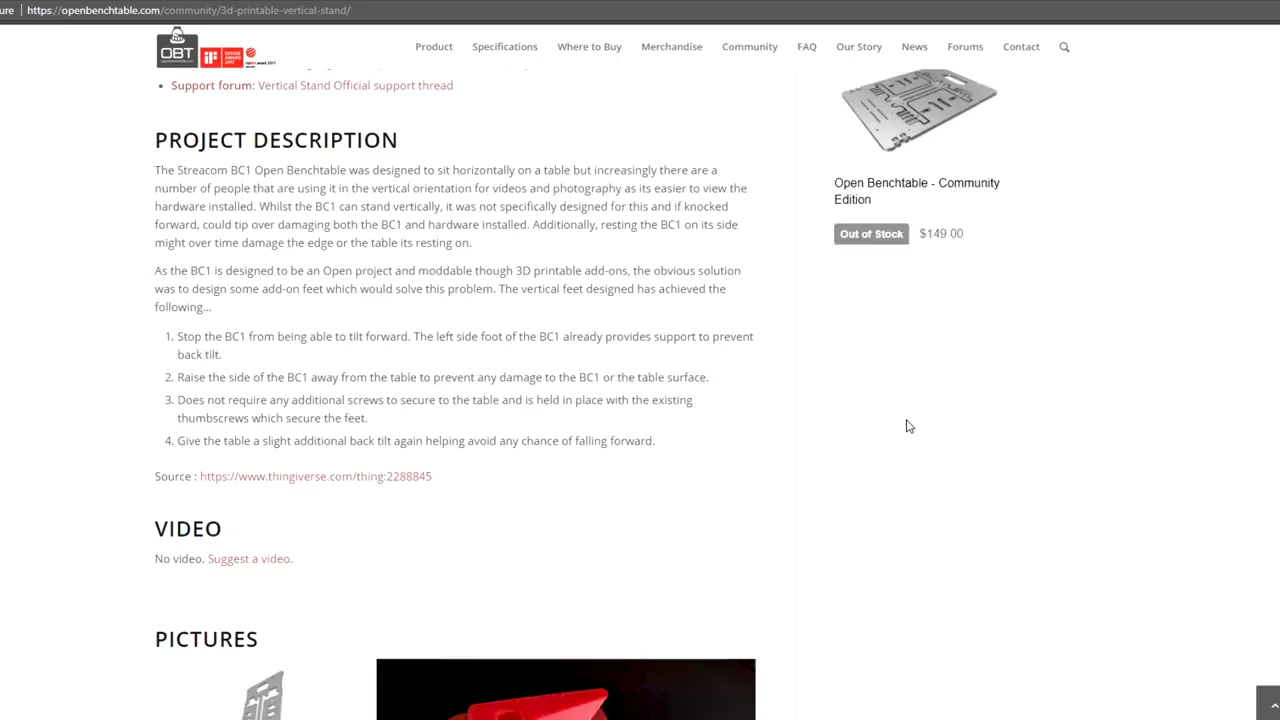 ure | https://openbenchtable.com/community/3d-printable-vertical-stand/
OBT
DESIGN AWARD 2017
Product Specifications Where to Buy Merchandise Community FAQ Our Story News Forums Contact
Support forum: Vertical Stand Official support thread
PROJECT DESCRIPTION
The Streacom BC1 Open Benchtable was designed to sit horizontally on a table but increasingly there are a
number of people that are using it in the vertical orientation for videos and photography as its easier to view the
hardware installed. Whilst the BC1 can stand vertically, it was not specifically designed for this and if knocked
forward, could tip over damaging both the BC1 and hardware installed. Additionally, resting the BC1 on its side
might over time damage the edge or the table its resting on.
As the BC1 is designed to be an Open project and moddable though 3D printable add-ons, the obvious solution
was to design some add-on feet which would solve this problem. The vertical feet designed has achieved the
following...
1. Stop the BC1 from being able to tilt forward. The left side foot of the BC1 already provides support to prevent
back tilt.
2. Raise the side of the BC1 away from the table to prevent any damage to the BC1 or the table surface.
3. Does not require any additional screws to secure to the table and is held in place with the existing
thumbscrews which secure the feet.
4. Give the table a slight additional back tilt again helping avoid any chance of falling forward.
Source : https://www.thingiverse.com/thing:2288845
VIDEO
No video. Suggest a video.
PICTURES
Open Benchtable - Community
Edition
Out of Stock $149.00